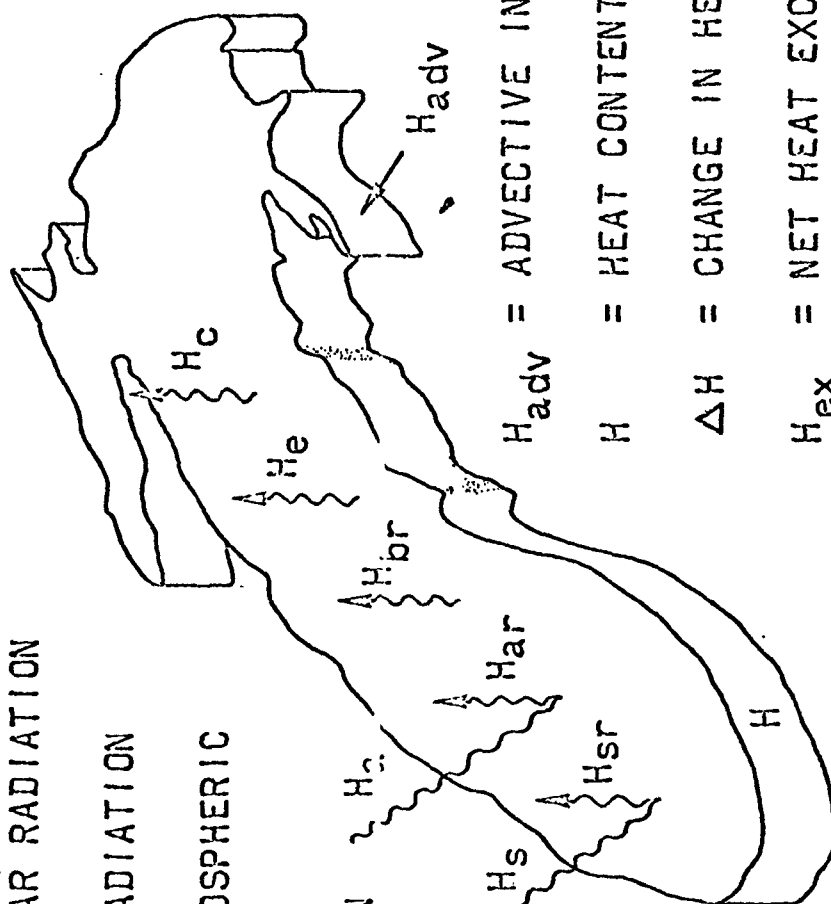 AR RADIATION
ADIATION
OSPHERIC
N
Hs
Hsr
Har
Hbr
He
Hc
Hadv
H
Hadv = ADVECTIVE IN
H = HEAT CONTENT
ΔH = CHANGE IN HE
Hex = NET HEAT EXC